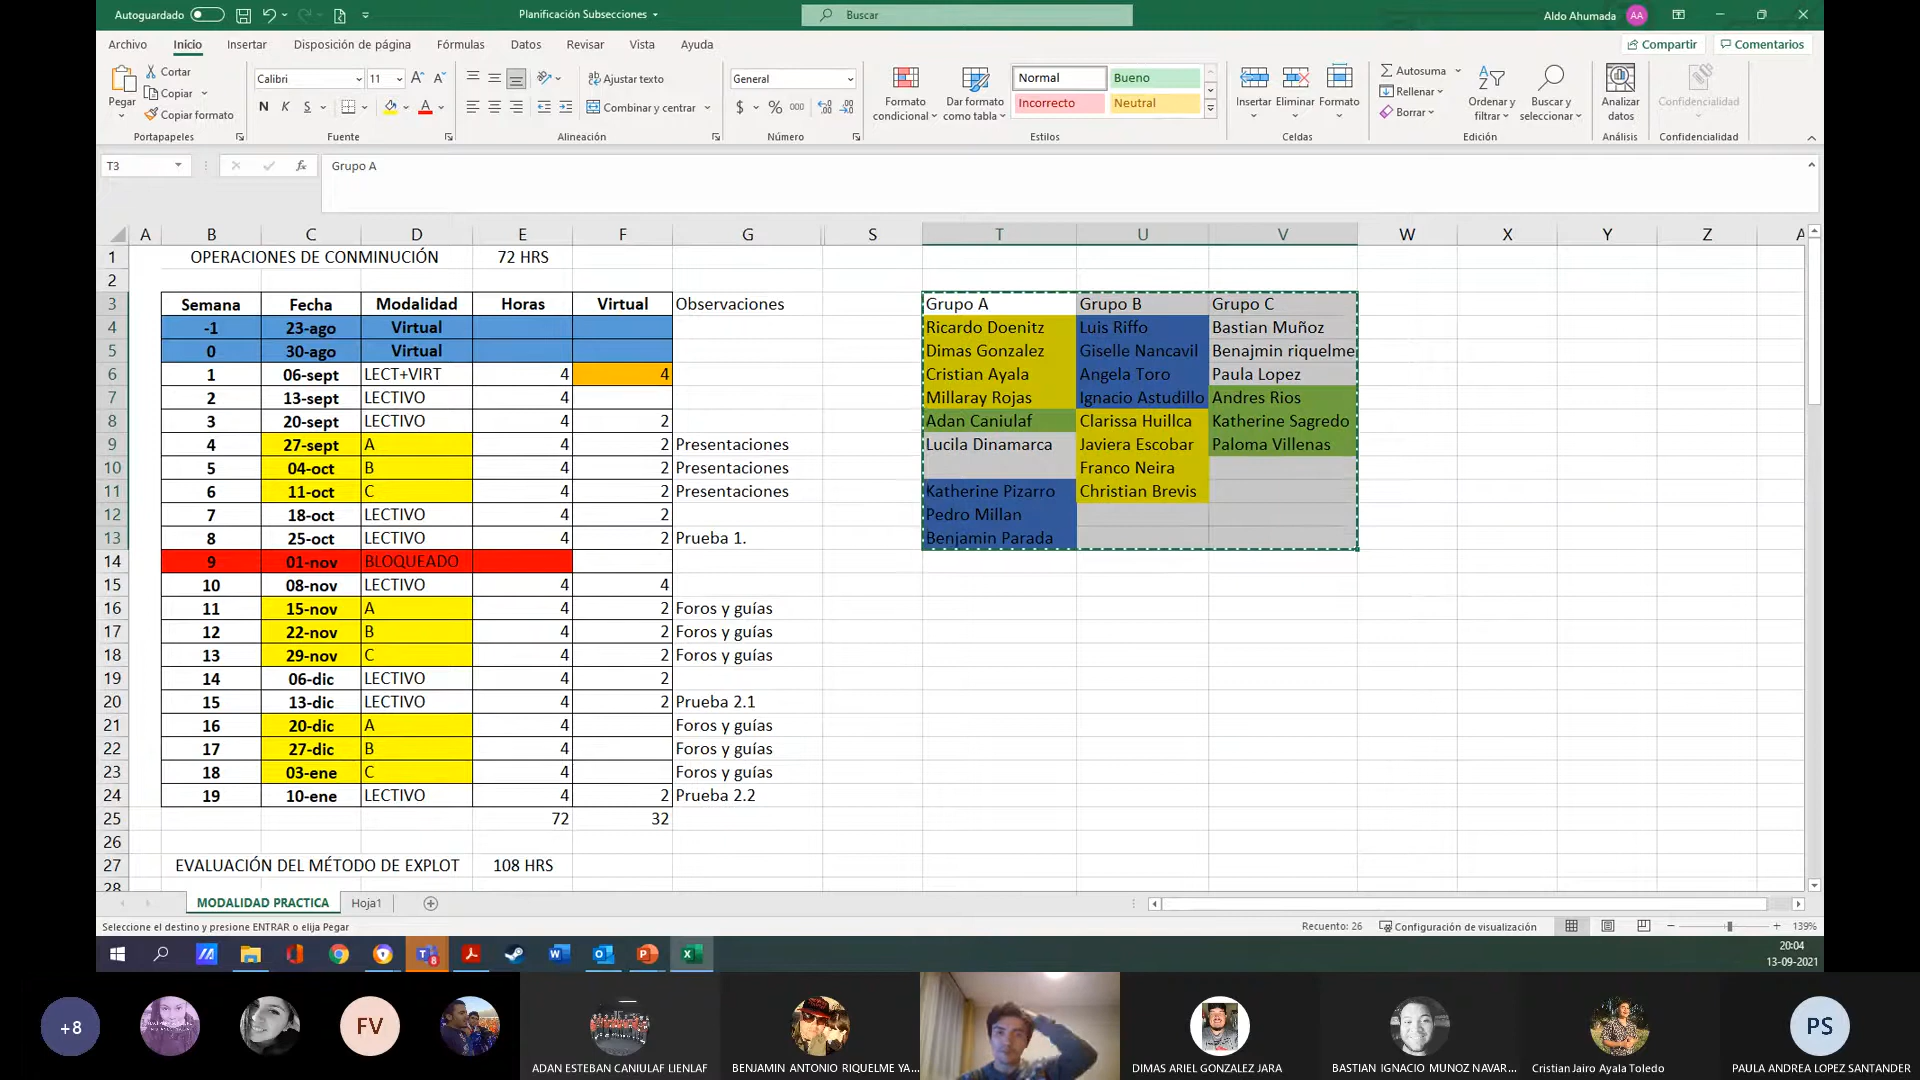 Autoguardado
Planificación Subsecciones
Buscar
Aldo Ahumada
AA
Archivo Inicio Insertar Disposición de página Fórmulas Datos Revisar Vista Ayuda
Compartir
Comentarios
Pegar
Cortar
Copiar
Copiar formato
Portapapeles
Calibri 11
N K S
Fuente
Ajustar texto
Combinar y centrar
Alineación
General
$ % 000
Número
Formato condicional
Dar formato como tabla
Normal Bueno
Incorrecto Neutral
Estilos
Insertar Eliminar Formato
Celdas
Autosuma
Rellenar
Borrar
Ordenar y filtrar
Buscar y seleccionar
Edición
Analizar datos
Análisis
Confidencialidad
Confidencialidad
T3
fx
Grupo A
A B C D E F G S T U V W X Y Z A
1 OPERACIONES DE CONMINUCIÓN 72 HRS
2
3 Semana Fecha Modalidad Horas Virtual Observaciones Grupo A Grupo B Grupo C
4 -1 23-ago Virtual Ricardo Doenitz Luis Riffo Bastian Muñoz
5 0 30-ago Virtual Dimas Gonzalez Giselle Nancavil Benajmin riquelme
6 1 06-sept LECT+VIRT 4 4 Cristian Ayala Angela Toro Paula Lopez
7 2 13-sept LECTIVO 4 Millaray Rojas Ignacio Astudillo Andres Rios
8 3 20-sept LECTIVO 4 2 Adan Caniulaf Clarissa Huillca Katherine Sagredo
9 4 27-sept A 4 2 Presentaciones Lucila Dinamarca Javiera Escobar Paloma Villenas
10 5 04-oct B 4 2 Presentaciones Franco Neira
11 6 11-oct C 4 2 Presentaciones Katherine Pizarro Christian Brevis
12 7 18-oct LECTIVO 4 2 Pedro Millan
13 8 25-oct LECTIVO 4 2 Prueba 1. Benjamin Parada
14 9 01-nov BLOQUEADO
15 10 08-nov LECTIVO 4 4
16 11 15-nov A 4 2 Foros y guías
17 12 22-nov B 4 2 Foros y guías
18 13 29-nov C 4 2 Foros y guías
19 14 06-dic LECTIVO 4 2
20 15 13-dic LECTIVO 4 2 Prueba 2.1
21 16 20-dic A 4 Foros y guías
22 17 27-dic B 4 Foros y guías
23 18 03-ene C 4 Foros y guías
24 19 10-ene LECTIVO 4 2 Prueba 2.2
25 72 32
26
27 EVALUACIÓN DEL MÉTODO DE EXPLOT 108 HRS
28
MODALIDAD PRACTICA Hoja1
Seleccione el destino y presione ENTRAR o elija Pegar
Recuento: 26
Configuración de visualización
139%
20:04
13-09-2021
+8
FV
ADAN ESTEBAN CANIULAF LIENLAF
BENJAMIN ANTONIO RIQUELME YA...
DIMAS ARIEL GONZALEZ JARA
BASTIAN IGNACIO MUNOZ NAVAR...
Cristian Jairo Ayala Toledo
PS
PAULA ANDREA LOPEZ SANTANDER